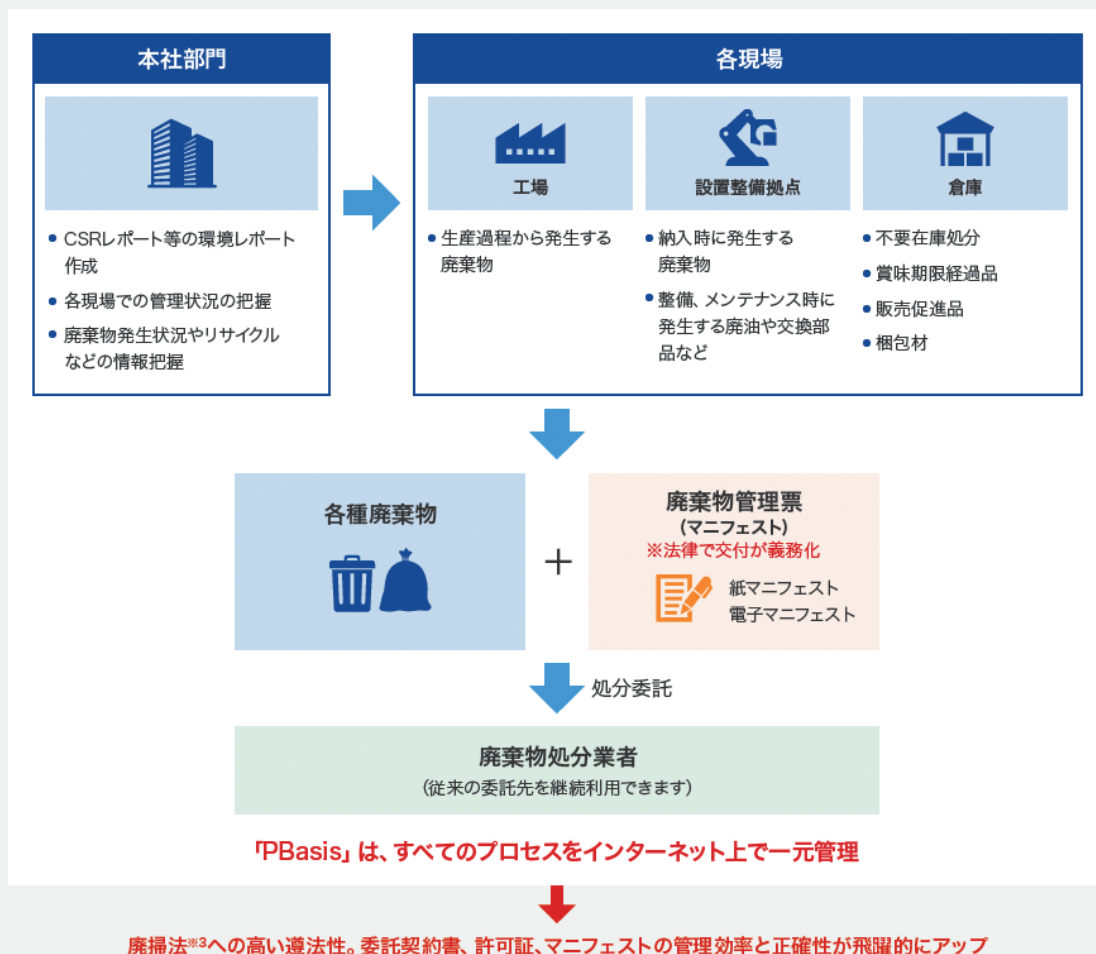 本社部門
• CSRレポート等の環境レポート
作成
• 各現場での管理状況の把握
• 廃棄物発生状況やリサイクル
などの情報把握
各現場
工場
• 生産過程から発生する
廃棄物
設置整備拠点
• 納入時に発生する
廃棄物
• 整備、メンテナンス時に
発生する廃油や交換部
品など
倉庫
• 不要在庫処分
• 賞味期限経過品
• 販売促進品
• 梱包材
各種廃棄物
+
廃棄物管理票
(マニフェスト)
※法律で交付が義務化
紙マニフェスト
電子マニフェスト
処分委託
廃棄物処分業者
(従来の委託先を継続利用できます)
「PBasis」は、すべてのプロセスをインターネット上で一元管理
廃掃法※3への高い遵法性。委託契約書、許可証、マニフェストの管理効率と正確性が飛躍的にアップ